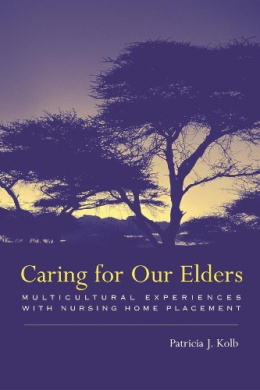 Caring for Our Elders
MULTICULTURAL EXPERIENCES
WITH NURSING HOME PLACEMENT
Patricia J. Kolb